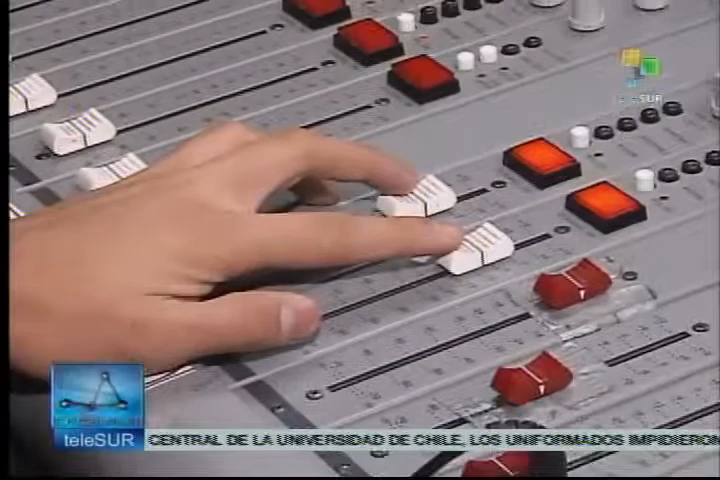 teleSUR
teleSUR
CENTRAL DE LA UNIVERSIDAD DE CHILE, LOS UNIFORMADOS IMPIDIERON